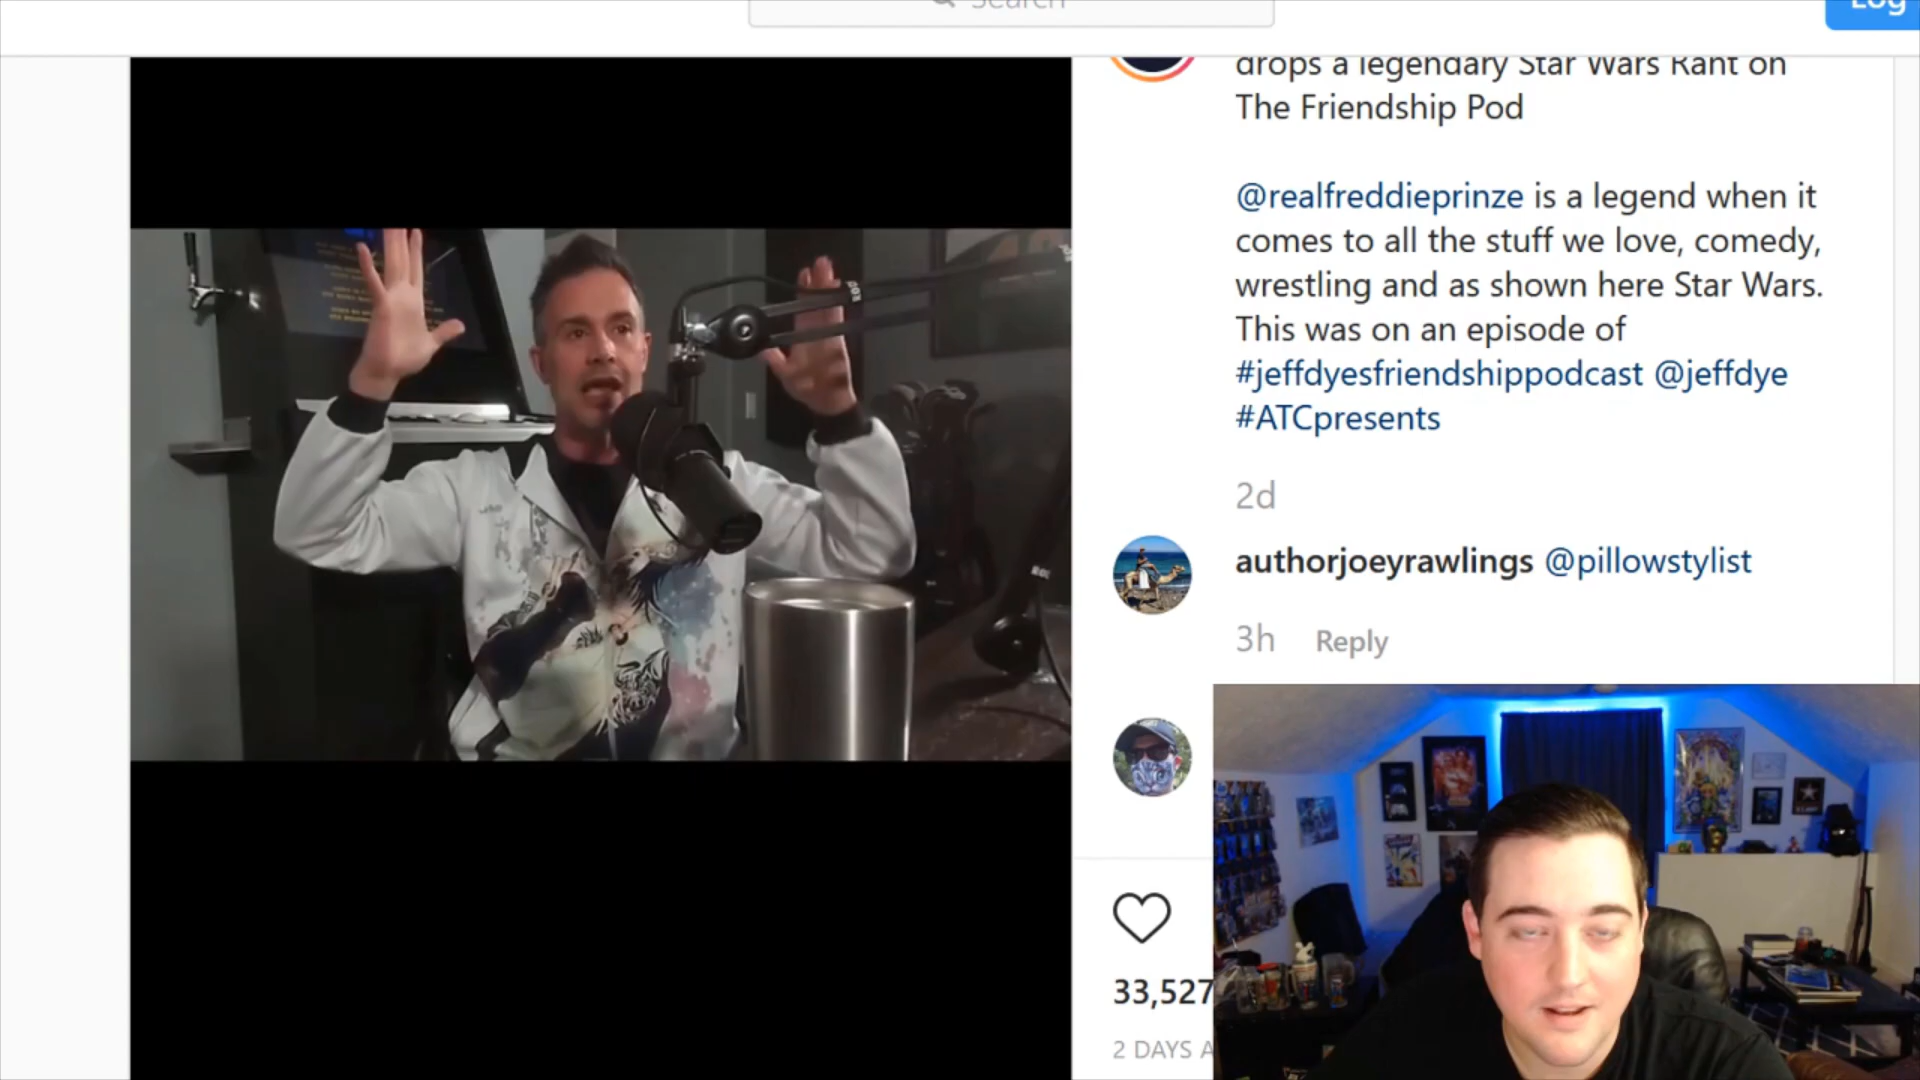 Search
Log
drops a legendary Star Wars Rant on
The Friendship Pod
@realfreddieprinze is a legend when it
comes to all the stuff we love, comedy,
wrestling and as shown here Star Wars.
This was on an episode of
#jeffdyesfriendshippodcast @jeffdye
#ATCpresents
2d
authorjoeyrawlings @pillowstylist
3h Reply
33,527
2 DAYS A